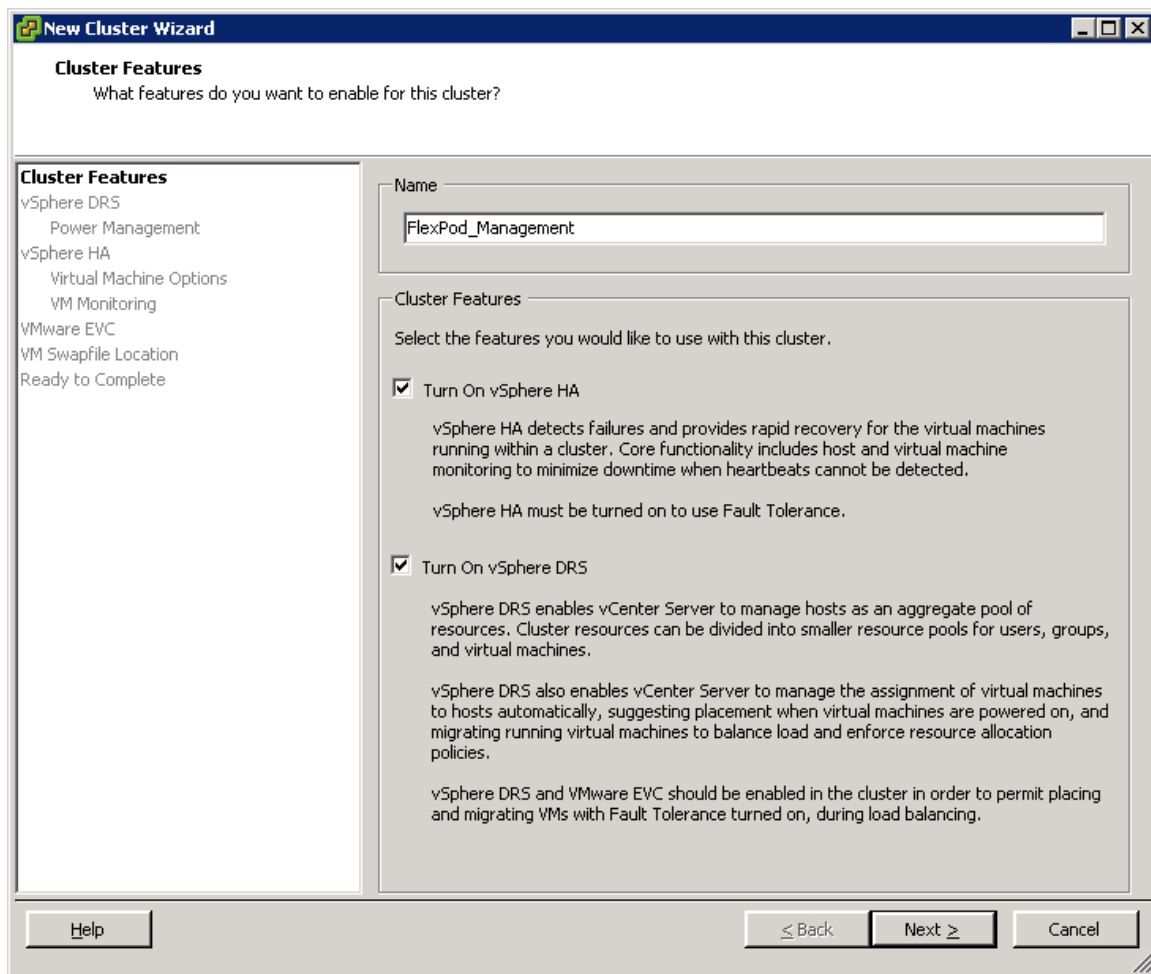 New Cluster Wizard
Cluster Features
What features do you want to enable for this cluster?
Cluster Features
vSphere DRS
Power Management
vSphere HA
Virtual Machine Options
VM Monitoring
VMware EVC
VM Swapfile Location
Ready to Complete
Name
FlexPod_Management
Cluster Features
Select the features you would like to use with this cluster.
Turn On vSphere HA
vSphere HA detects failures and provides rapid recovery for the virtual machines
running within a cluster. Core functionality includes host and virtual machine
monitoring to minimize downtime when heartbeats cannot be detected.
vSphere HA must be turned on to use Fault Tolerance.
Turn On vSphere DRS
vSphere DRS enables vCenter Server to manage hosts as an aggregate pool of
resources. Cluster resources can be divided into smaller resource pools for users, groups,
and virtual machines.
vSphere DRS also enables vCenter Server to manage the assignment of virtual machines
to hosts automatically, suggesting placement when virtual machines are powered on, and
migrating running virtual machines to balance load and enforce resource allocation
policies.
vSphere DRS and VMware EVC should be enabled in the cluster in order to permit placing
and migrating VMs with Fault Tolerance turned on, during load balancing.
Help
< Back
Next >
Cancel